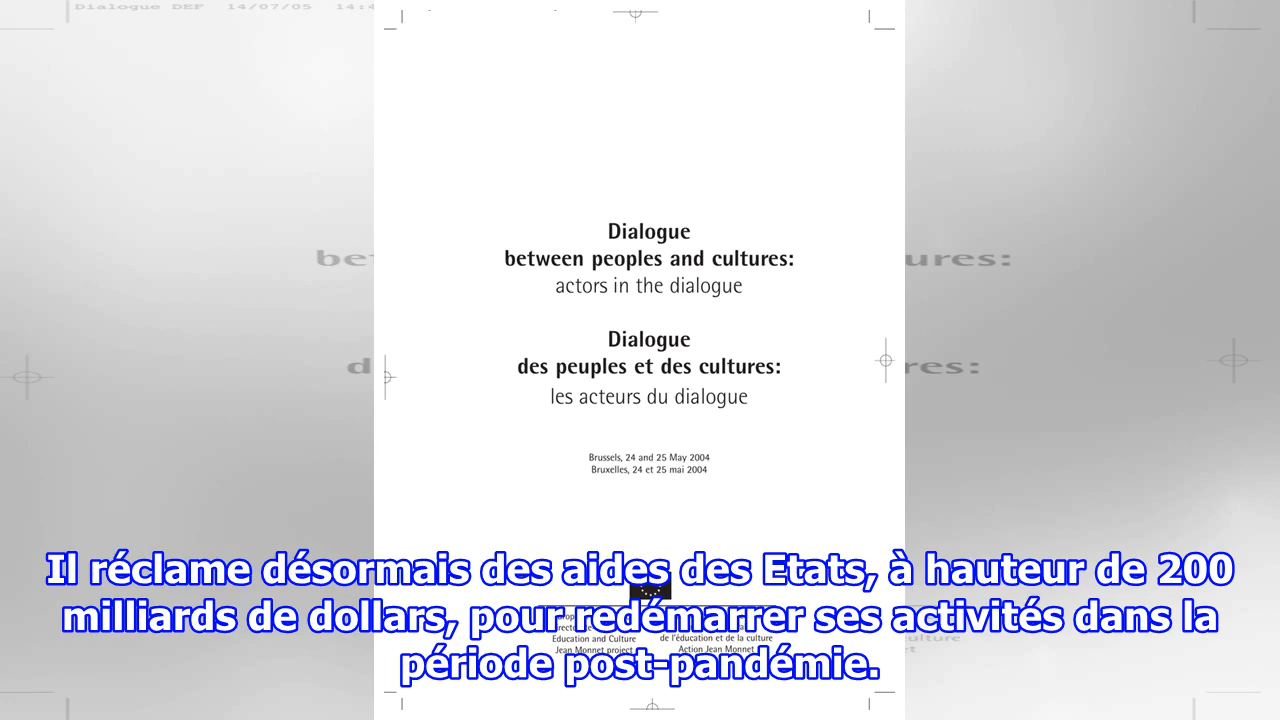 Dialogue DEF 14/07/05 14:4
Dialogue
between peoples and cultures:
actors in the dialogue
Dialogue
des peuples et des cultures:
les acteurs du dialogue
Brussels, 24 and 25 May 2004
Bruxelles, 24 et 25 mai 2004
Il réclame désormais des aides des Etats, à hauteur de 200
milliards de dollars, pour redémarrer ses activités dans la
période post-pandémie.
Education and Culture
de l'éducation et de la culture
Jean Monnet project
Action Jean Monnet